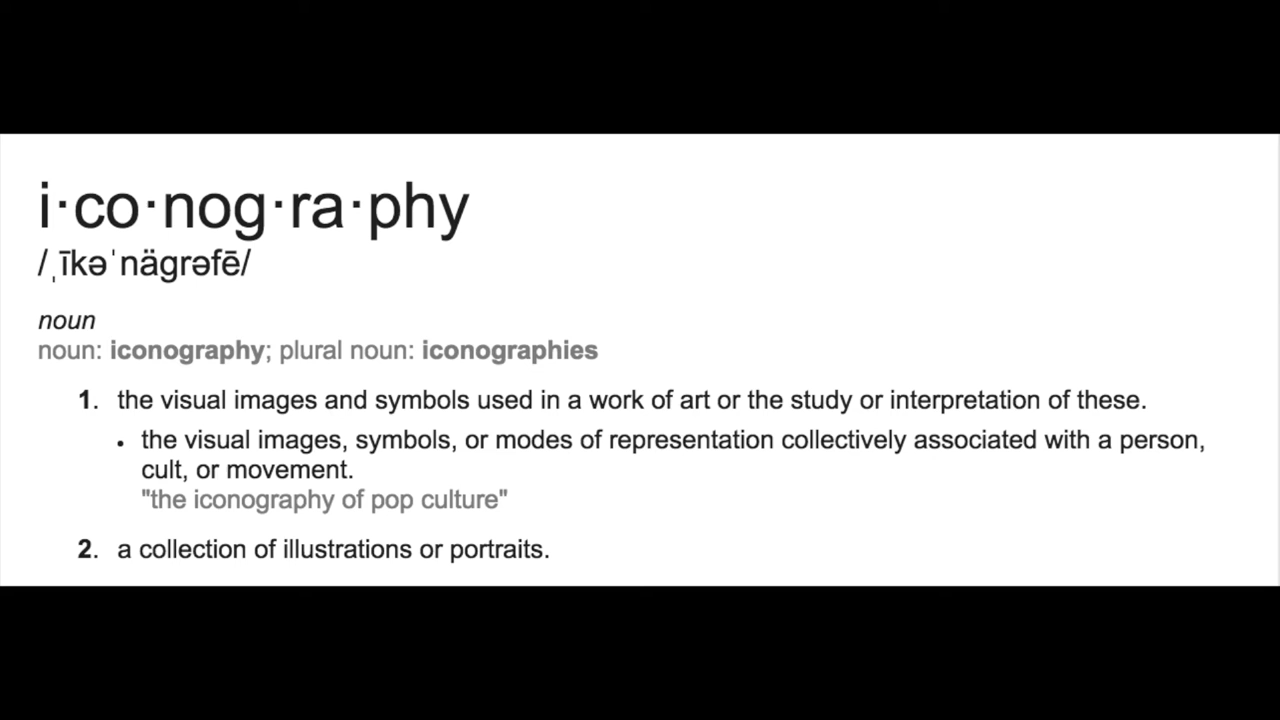 i·co·nog·ra·phy
/ˌīkəˈnäɡrəfē/
noun
noun: iconography; plural noun: iconographies
1. the visual images and symbols used in a work of art or the study or interpretation of these.
• the visual images, symbols, or modes of representation collectively associated with a person,
cult, or movement.
"the iconography of pop culture"
2. a collection of illustrations or portraits.